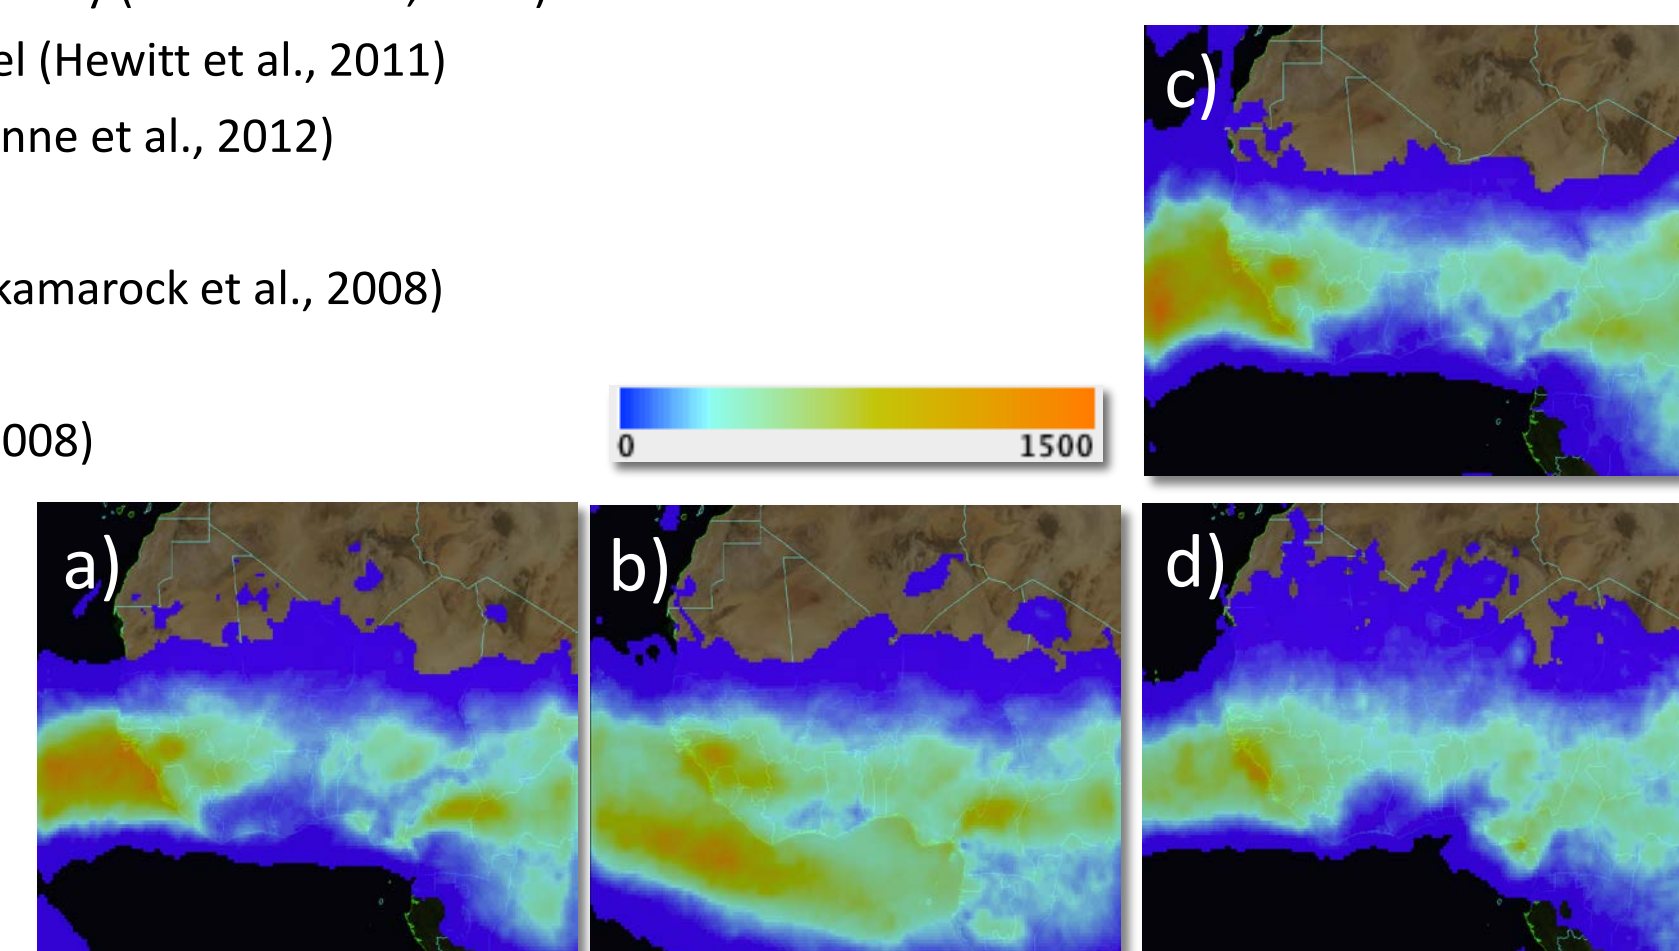 el (Hewitt et al., 2011)
nne et al., 2012)
kamarock et al., 2008)
008)
0 1500
c)
a)
b)
d)